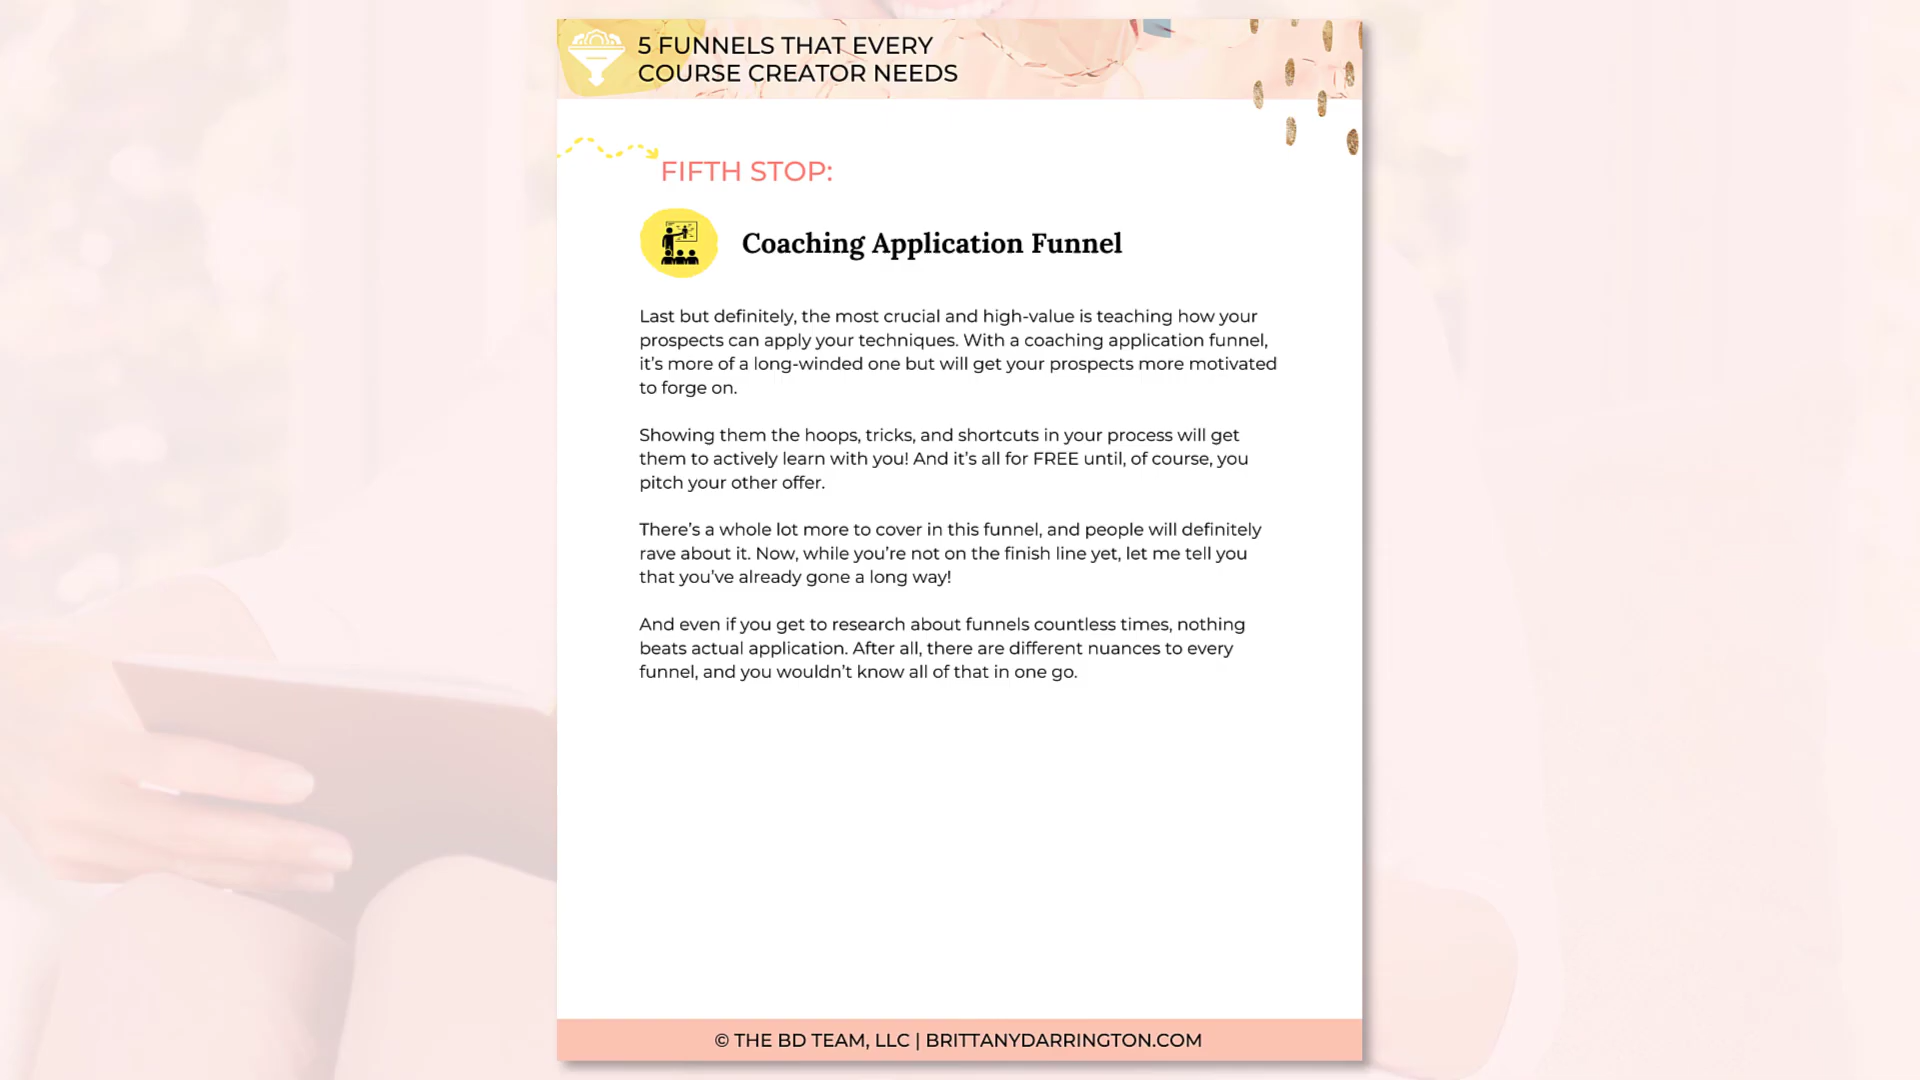 5 FUNNELS THAT EVERY
COURSE CREATOR NEEDS
FIFTH STOP:
Coaching Application Funnel
Last but definitely, the most crucial and high-value is teaching how your
prospects can apply your techniques. With a coaching application funnel,
it's more of a long-winded one but will get your prospects more motivated
to forge on.
Showing them the hoops, tricks, and shortcuts in your process will get
them to actively learn with you! And it's all for FREE until, of course, you
pitch your other offer.
There's a whole lot more to cover in this funnel, and people will definitely
rave about it. Now, while you're not on the finish line yet, let me tell you
that you've already gone a long way!
And even if you get to research about funnels countless times, nothing
beats actual application. After all, there are different nuances to every
funnel, and you wouldn't know all of that in one go.
© THE BD TEAM, LLC | BRITTANYDARRINGTON.COM